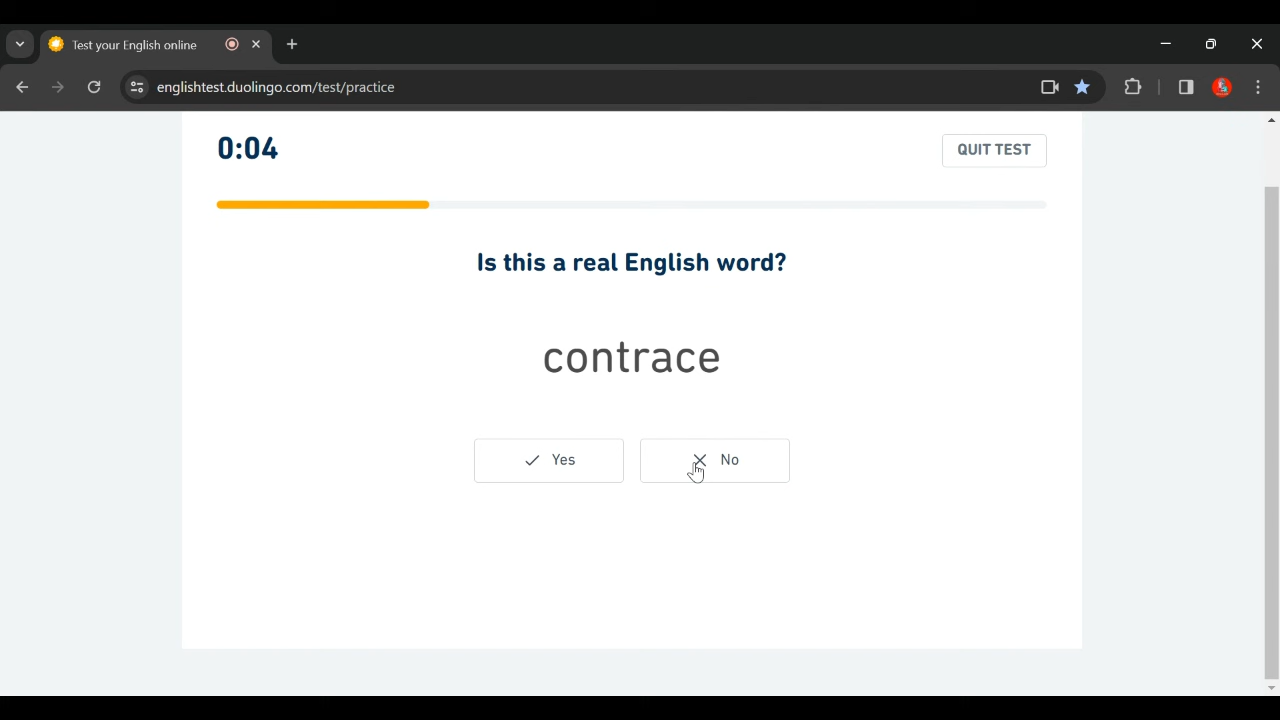 Test your English online
englishtest.duolingo.com/test/practice
0:04
QUIT TEST
Is this a real English word?
contrace
Yes
No